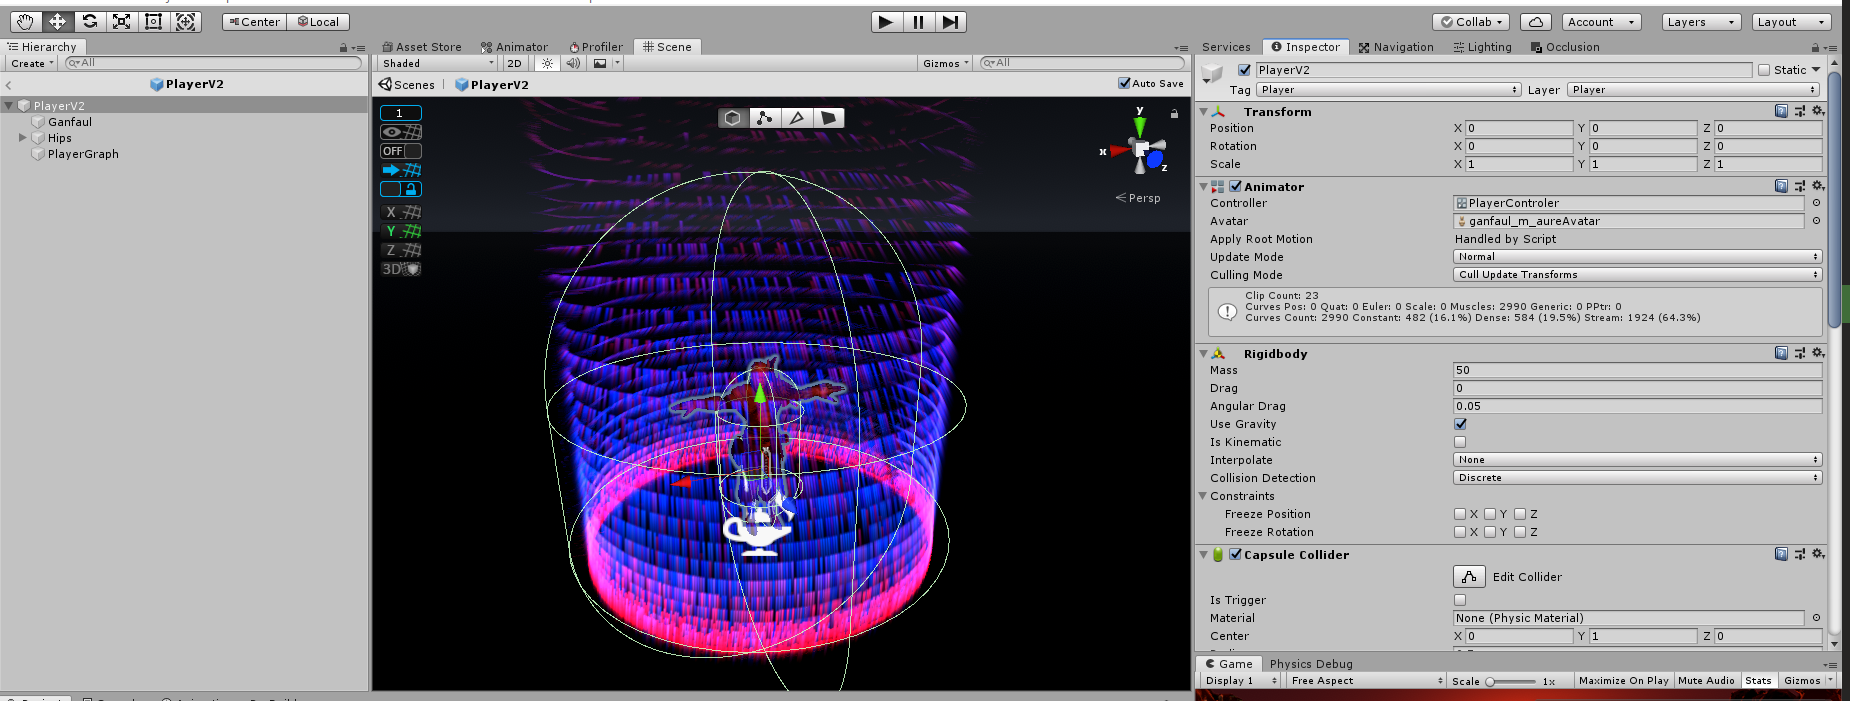 Center Local
Collab Account Layers Layout
Hierarchy
Create All
PlayerV2
PlayerV2
Ganfaul
Hips
PlayerGraph
Asset Store Animator Profiler Scene
Shaded 2D Gizmos All
Scenes PlayerV2 Auto Save
1
OFF
X
Y
Z
3D
y
x
z
Persp
Services Inspector Navigation Lighting Occlusion
PlayerV2 Static
Tag Player Layer Player
Transform
Position X 0 Y 0 Z 0
Rotation X 0 Y 0 Z 0
Scale X 1 Y 1 Z 1
Animator
Controller PlayerControler
Avatar ganfaul_m_aureAvatar
Apply Root Motion Handled by Script
Update Mode Normal
Culling Mode Cull Update Transforms
Clip Count: 23
Curves Pos: 0 Quat: 0 Euler: 0 Scale: 0 Muscles: 2990 Generic: 0 PPtr: 0
Curves Count: 2990 Constant: 482 (16.1%) Dense: 584 (19.5%) Stream: 1924 (64.3%)
Rigidbody
Mass 50
Drag 0
Angular Drag 0.05
Use Gravity
Is Kinematic
Interpolate None
Collision Detection Discrete
Constraints
Freeze Position X Y Z
Freeze Rotation X Y Z
Capsule Collider
Edit Collider
Is Trigger
Material None (Physic Material)
Center X 0 Y 1 Z 0
Game Physics Debug
Display 1 Free Aspect Scale 1x Maximize On Play Mute Audio Stats Gizmos